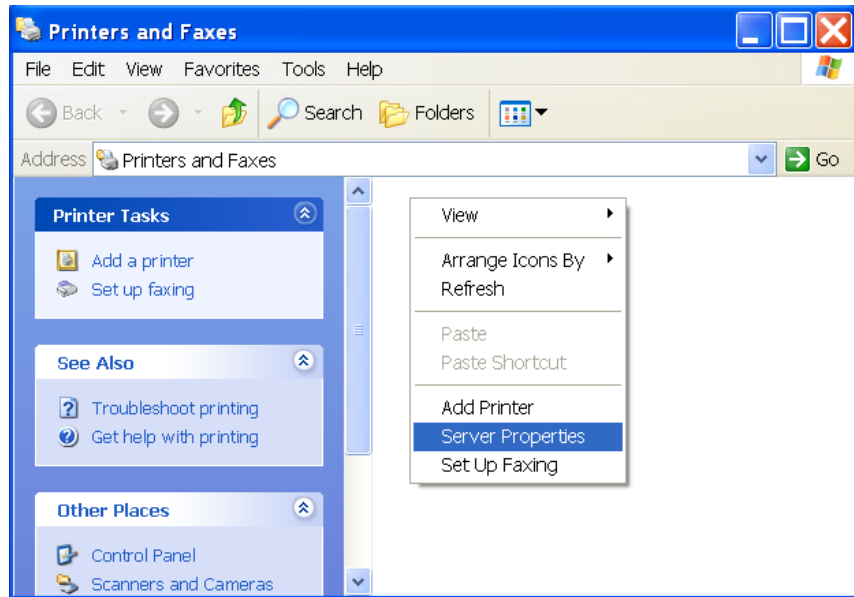 Printers and Faxes
File Edit View Favorites Tools Help
Back Search Folders
Address Printers and Faxes Go
Printer Tasks
Add a printer
Set up faxing
See Also
Troubleshoot printing
Get help with printing
Other Places
Control Panel
Scanners and Cameras
View
Arrange Icons By
Refresh
Paste
Paste Shortcut
Add Printer
Server Properties
Set Up Faxing